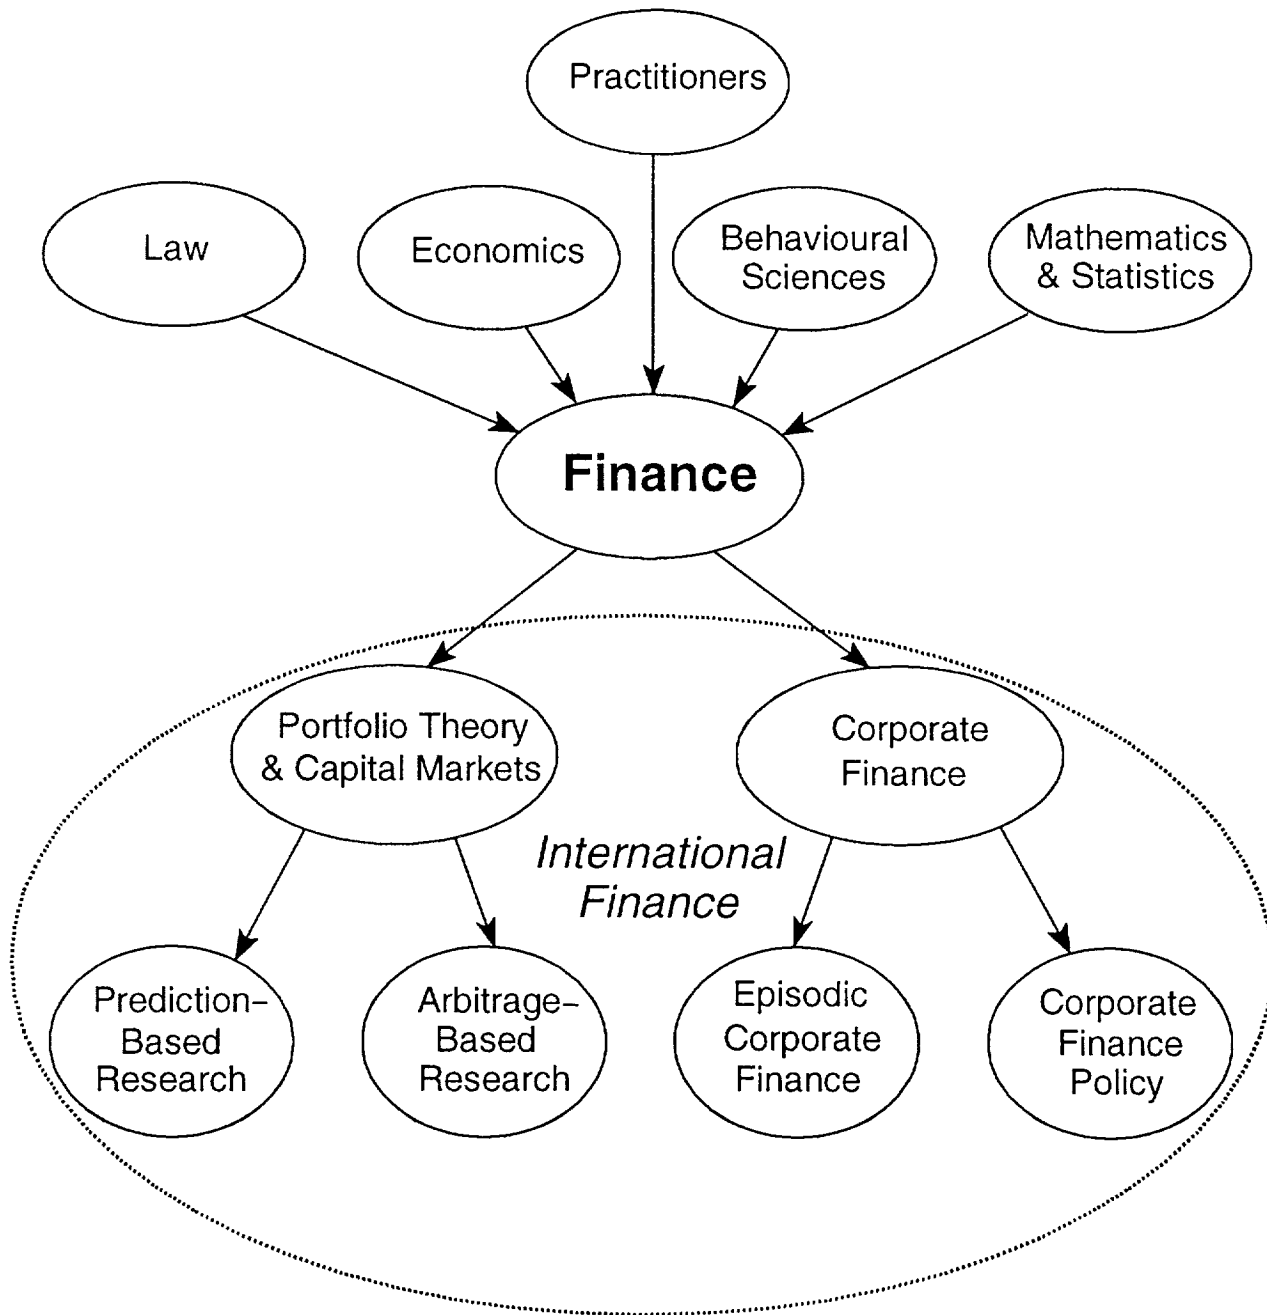 Practitioners
Law
Economics
Behavioural
Sciences
Mathematics
& Statistics
Finance
Portfolio Theory
& Capital Markets
Corporate
Finance
International
Finance
Prediction-
Based
Research
Arbitrage-
Based
Research
Episodic
Corporate
Finance
Corporate
Finance
Policy